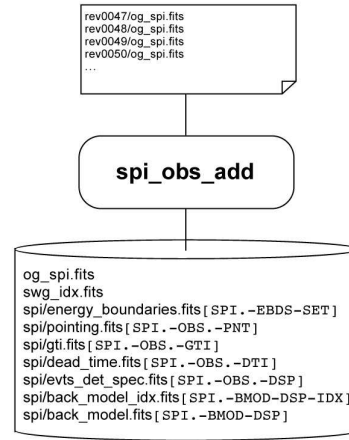 rev0047/og_spi.fits
rev0048/og_spi.fits
rev0049/og_spi.fits
rev0050/og_spi.fits
...
spi_obs_add
og_spi.fits
swg_idx.fits
spi/energy_boundaries.fits[SPI.-EBDS-SET]
spi/pointing.fits[SPI.-OBS.-PNT]
spi/gti.fits[SPI.-OBS.-GTI]
spi/dead_time.fits[SPI.-OBS.-DTI]
spi/evts_det_spec.fits[SPI.-OBS.-DSP]
spi/back_model_idx.fits[SPI.-BMOD-DSP-IDX]
spi/back_model.fits[SPI.-BMOD-DSP]